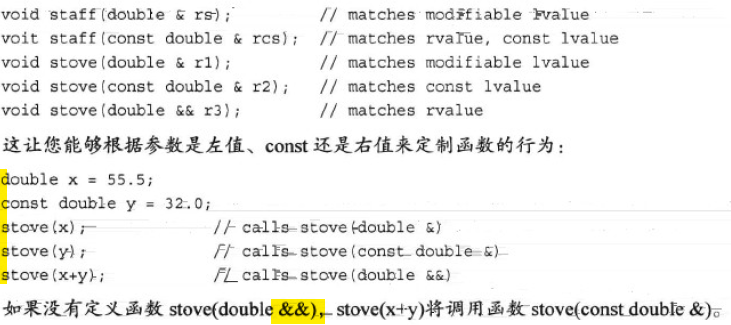 void staff(double & rs);          // matches modifiable lvalue
voit staff(const double & rcs);   // matches rvalue, const lvalue
void stove(double & r1);          // matches modifiable lvalue
void stove(const double & r2);    // matches const lvalue
void stove(double && r3);         // matches rvalue
这让您能够根据参数是左值、const 还是右值来定制函数的行为：
double x = 55.5;
const double y = 32.0;
stove(x);          // calls stove(double &)
stove(y);          // calls stove(const double &)
stove(x+y);        // calls stove(double &&)
如果没有定义函数 stove(double &&)，stove(x+y)将调用函数 stove(const double &)。